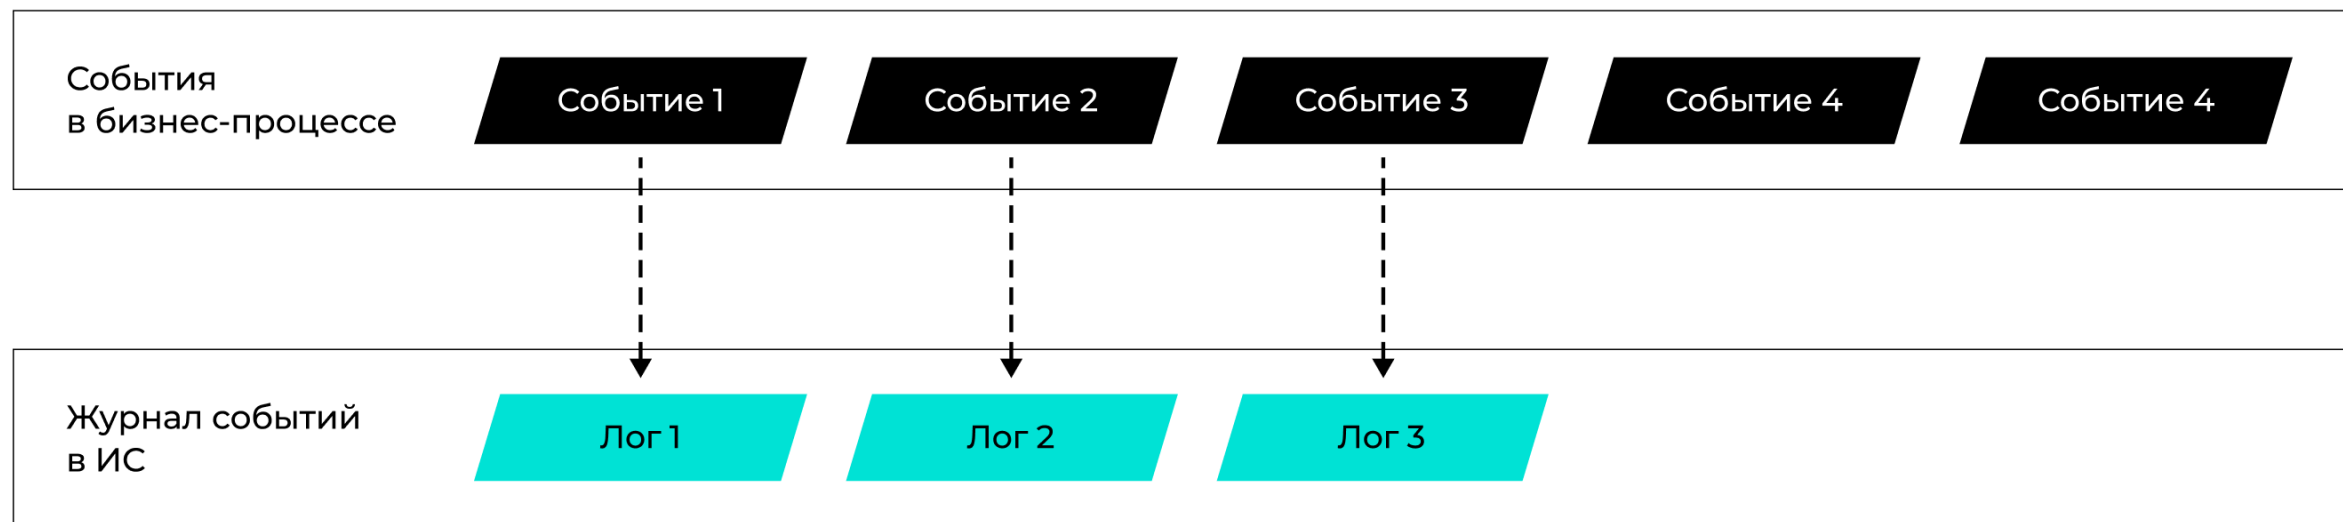 События
в бизнес-процессе
Событие 1
Событие 2
Событие 3
Событие 4
Событие 4
Журнал событий
в ИС
Лог 1
Лог 2
Лог 3